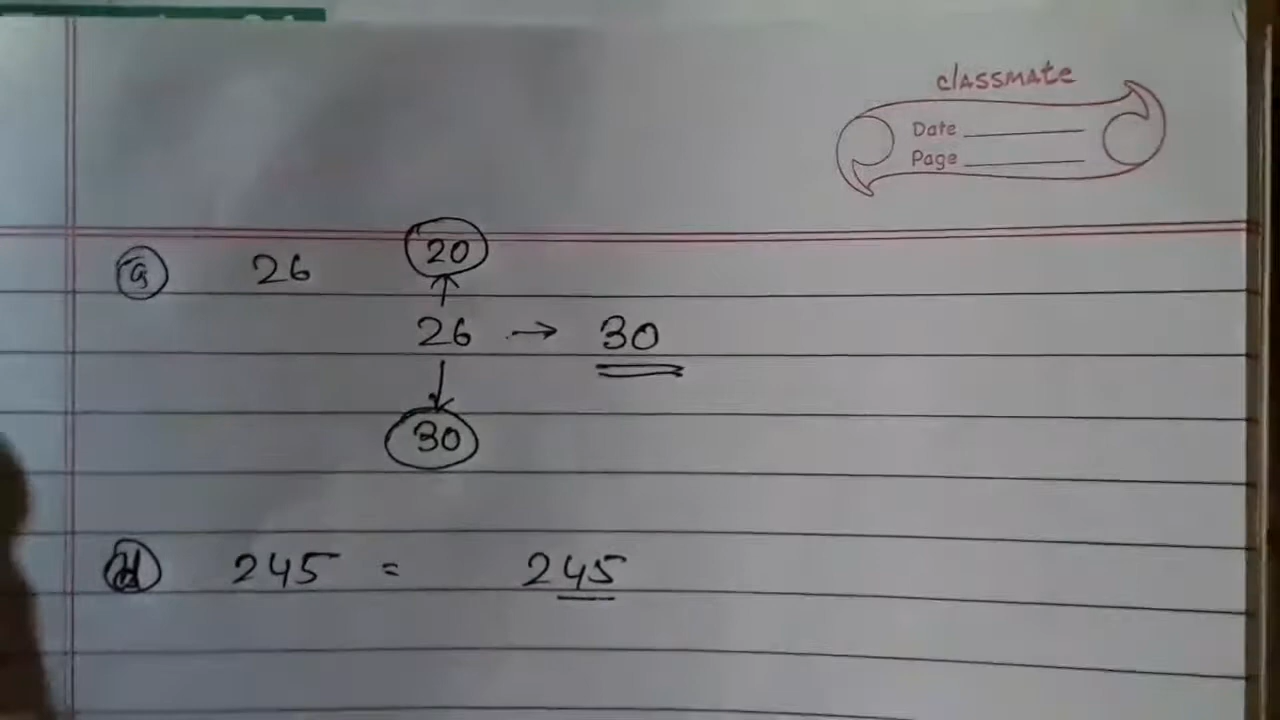 classmate
Date
Page
a 26 20
↑
26 → 30
↓
30
d 245 = 245